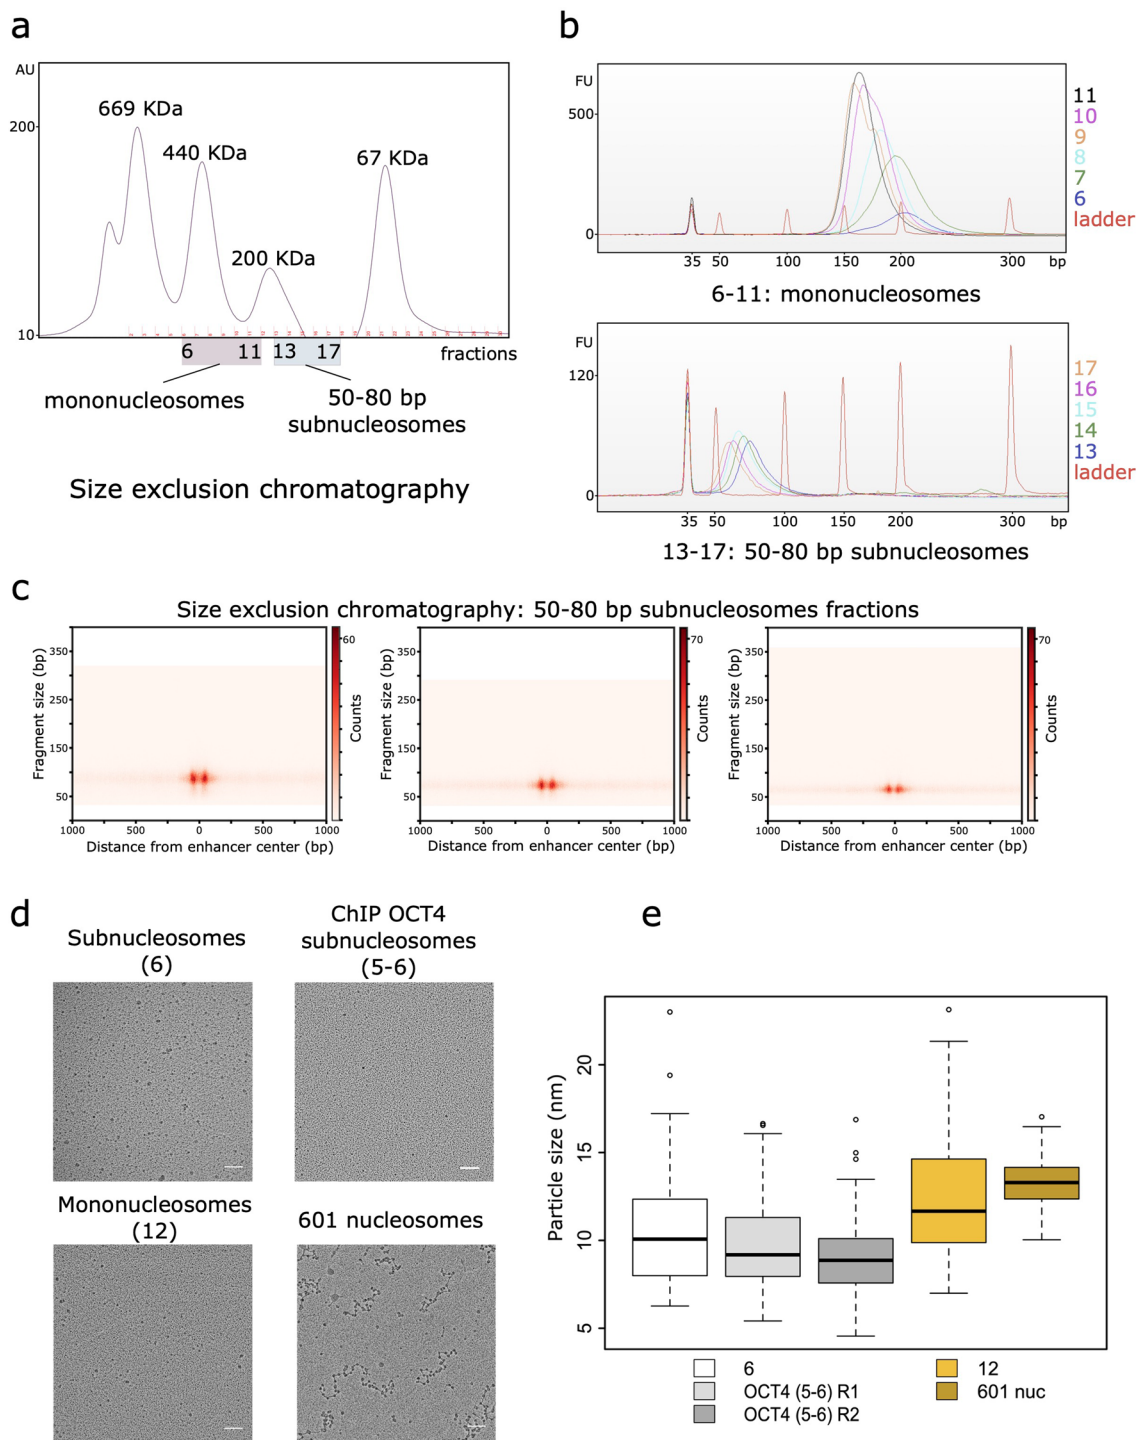 a
AU
200
10
669 KDa
440 KDa
200 KDa
67 KDa
6
11
13
17
fractions
mononucleosomes
50-80 bp
subnucleosomes
Size exclusion chromatography
b
FU
500
0
35
50
100
150
200
300
bp
11
10
9
8
7
6
ladder
6-11: mononucleosomes
FU
120
0
35
50
100
150
200
300
bp
17
16
15
14
13
ladder
13-17: 50-80 bp subnucleosomes
c
Size exclusion chromatography: 50-80 bp subnucleosomes fractions
Fragment size (bp)
350
250
150
50
1000
500
0
500
1000
Distance from enhancer center (bp)
60
Counts
Fragment size (bp)
350
250
150
50
1000
500
0
500
1000
Distance from enhancer center (bp)
70
Counts
Fragment size (bp)
350
250
150
50
1000
500
0
500
1000
Distance from enhancer center (bp)
70
Counts
d
Subnucleosomes
(6)
ChIP OCT4
subnucleosomes
(5-6)
Mononucleosomes
(12)
601 nucleosomes
e
Particle size (nm)
20
15
10
5
6
OCT4 (5-6) R1
OCT4 (5-6) R2
12
601 nuc